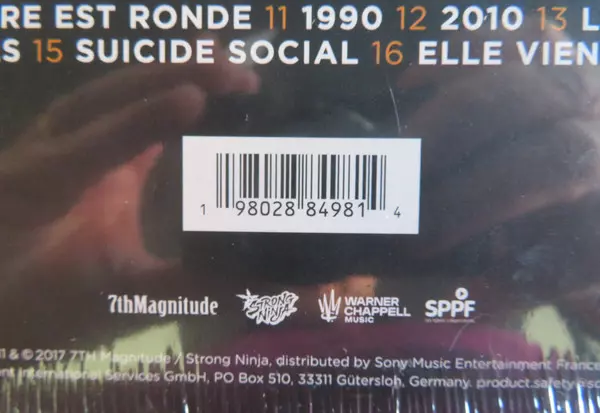 RE EST RONDE 11 1990 12 2010 13 L
S 15 SUICIDE SOCIAL 16 ELLE VIEN
1 98028 84981 4
7thMagnitude STRONG NINJA WARNER CHAPPELL MUSIC SPPF
1 & © 2017 7TH Magnitude / Strong Ninja, distributed by Sony Music Entertainment France
ent International Services GmbH, PO Box 510, 33311 Gütersloh, Germany. product.safety